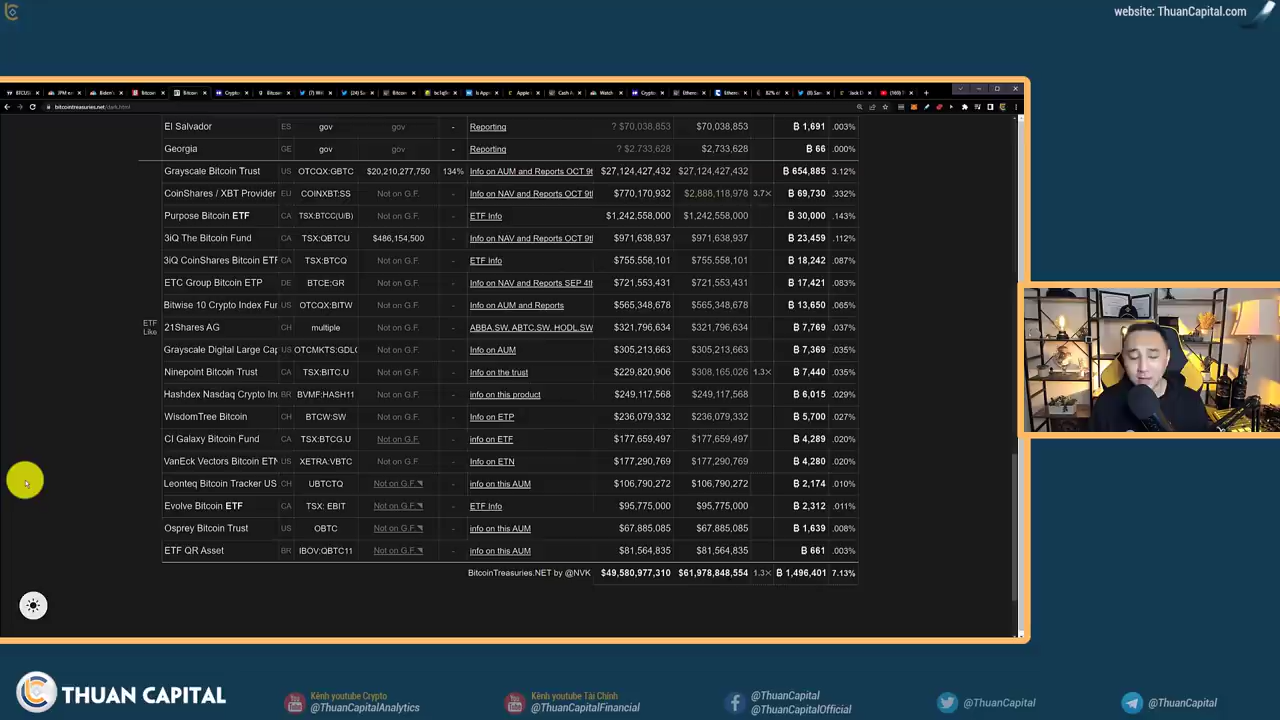 website: ThuanCapital.com
bitcointreasuries.net/dark.html
El Salvador ES gov gov - Reporting ? $70,038,853 $70,038,853 ₿ 1,691 .003%
Georgia GE gov gov - Reporting ? $2,733,628 $2,733,628 ₿ 66 .000%
Grayscale Bitcoin Trust US OTCQX:GBTC $20,210,277,750 134% Info on AUM and Reports OCT 9t $27,124,427,432 $27,124,427,432 ₿ 654,885 3.12%
CoinShares / XBT Provider EU COINXBT:SS Not on G.F. - Info on NAV and Reports OCT 9tl $770,170,932 $2,888,118,978 3.7× ₿ 69,730 .332%
Purpose Bitcoin ETF CA TSX:BTCC(U/B) Not on G.F. - ETF Info $1,242,558,000 $1,242,558,000 ₿ 30,000 .143%
3iQ The Bitcoin Fund CA TSX:QBTCU $486,154,500 - Info on NAV and Reports OCT 9tl $971,638,937 $971,638,937 ₿ 23,459 .112%
3iQ CoinShares Bitcoin ETF CA TSX:BTCQ Not on G.F. - ETF Info $755,558,101 $755,558,101 ₿ 18,242 .087%
ETC Group Bitcoin ETP DE BTCE:GR Not on G.F. - Info on NAV and Reports SEP 4tl $721,553,431 $721,553,431 ₿ 17,421 .083%
Bitwise 10 Crypto Index Fur US OTCQX:BITW Not on G.F. - Info on AUM and Reports $565,348,678 $565,348,678 ₿ 13,650 .065%
ETF
Like
21Shares AG CH multiple Not on G.F. - ABBA,SW, ABTC,SW, HODL,SW $321,796,634 $321,796,634 ₿ 7,769 .037%
Grayscale Digital Large Cap US OTCMKTS:GDLC Not on G.F. - Info on AUM $305,213,663 $305,213,663 ₿ 7,369 .035%
Ninepoint Bitcoin Trust CA TSX:BITC.U Not on G.F. - Info on the trust $229,820,906 $308,165,026 1.3× ₿ 7,440 .035%
Hashdex Nasdaq Crypto Inc BR BVMF:HASH11 Not on G.F. - info on this product $249,117,568 $249,117,568 ₿ 6,015 .029%
WisdomTree Bitcoin CH BTCW:SW Not on G.F. - Info on ETP $236,079,332 $236,079,332 ₿ 5,700 .027%
CI Galaxy Bitcoin Fund CA TSX:BTCG.U Not on G.F. - info on ETF $177,659,497 $177,659,497 ₿ 4,289 .020%
VanEck Vectors Bitcoin ETN US XETRA:VBTC Not on G.F. - Info on ETN $177,290,769 $177,290,769 ₿ 4,280 .020%
Leonteq Bitcoin Tracker US CH UBTCTQ Not on G.F. - info on this AUM $106,790,272 $106,790,272 ₿ 2,174 .010%
Evolve Bitcoin ETF CA TSX: EBIT Not on G.F. - ETF Info $95,775,000 $95,775,000 ₿ 2,312 .011%
Osprey Bitcoin Trust US OBTC Not on G.F. - info on this AUM $67,885,085 $67,885,085 ₿ 1,639 .008%
ETF QR Asset BR IBOV:QBTC11 Not on G.F. - info on this AUM $81,564,835 $81,564,835 ₿ 661 .003%
BitcoinTreasuries.NET by @NVK $49,580,977,310 $61,978,848,554 1.3× ₿ 1,496,401 7.13%
THUAN CAPITAL
Kênh youtube Crypto
@ThuanCapitalAnalytics
Kênh youtube Tài Chính
@ThuanCapitalFinancial
@ThuanCapital
@ThuanCapitalOfficial
@ThuanCapital
@ThuanCapital